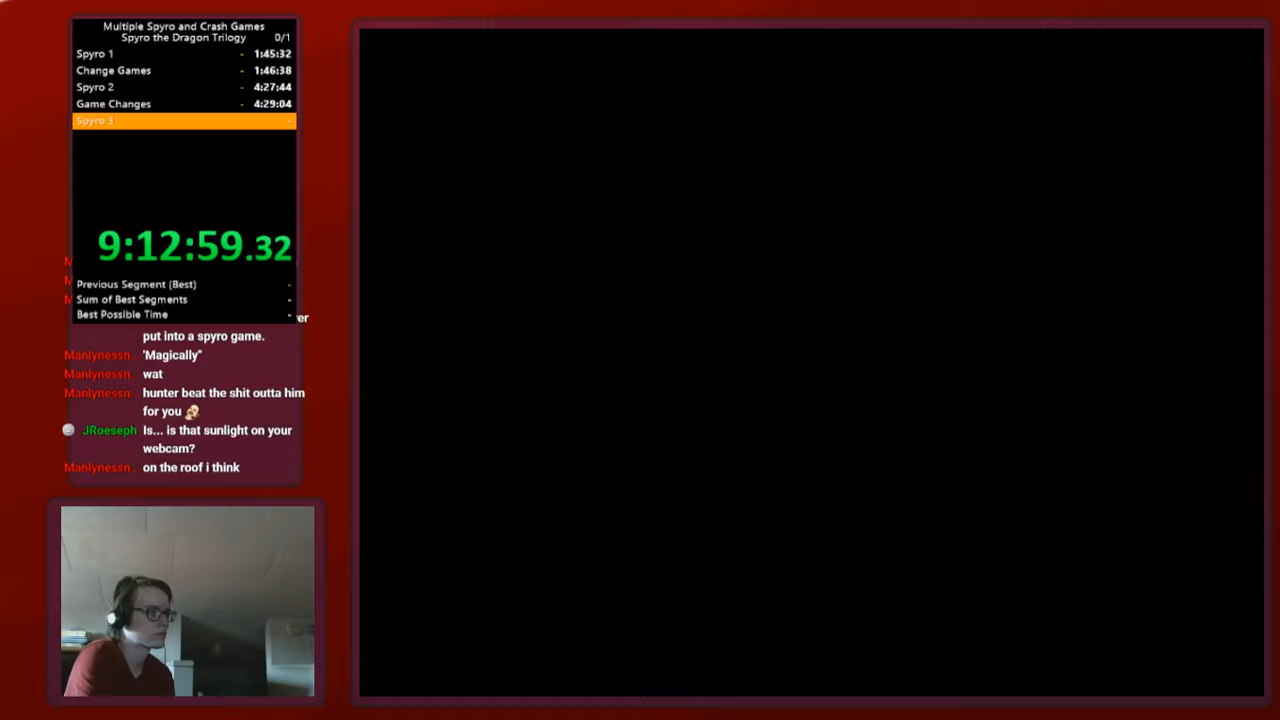 Multiple Spyro and Crash Games
Spyro the Dragon Trilogy 0/1
Spyro 1 - 1:45:32
Change Games - 1:46:38
Spyro 2 - 4:27:44
Game Changes - 4:29:04
Spyro 3 -
9:12:59.32
Previous Segment (Best) -
Sum of Best Segments -
Best Possible Time -
put into a spyro game.
Manlynessn.. 'Magically"
Manlynessn.. wat
Manlynessn.. hunter beat the shit outta him
for you
JRoeseph Is... is that sunlight on your
webcam?
Manlynessn.. on the roof i think